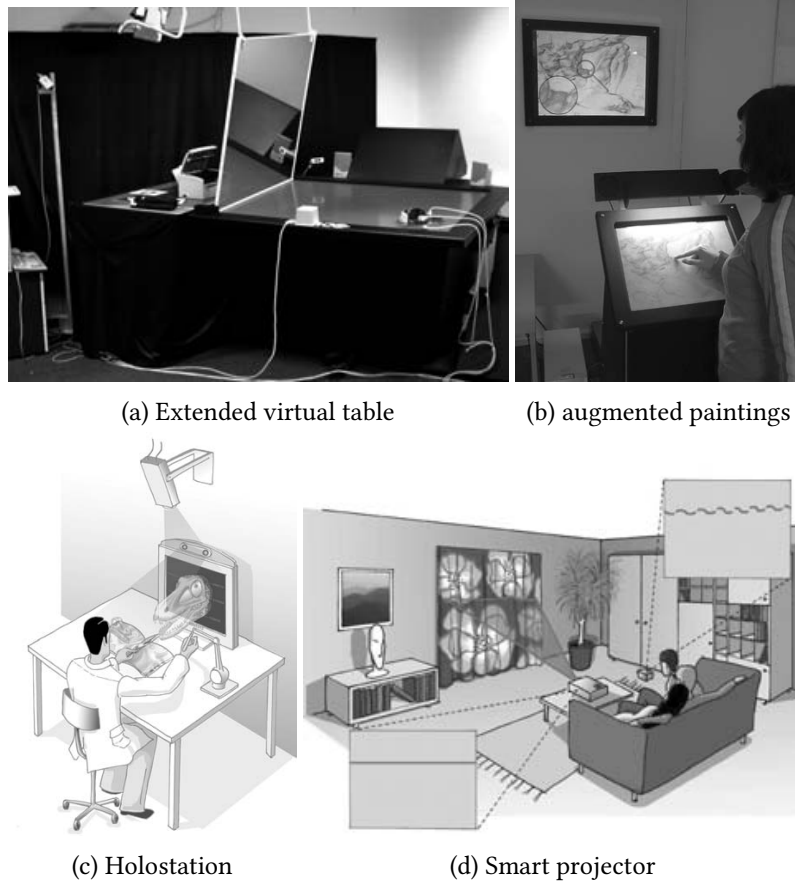 (a) Extended virtual table
(b) augmented paintings
(c) Holostation
(d) Smart projector